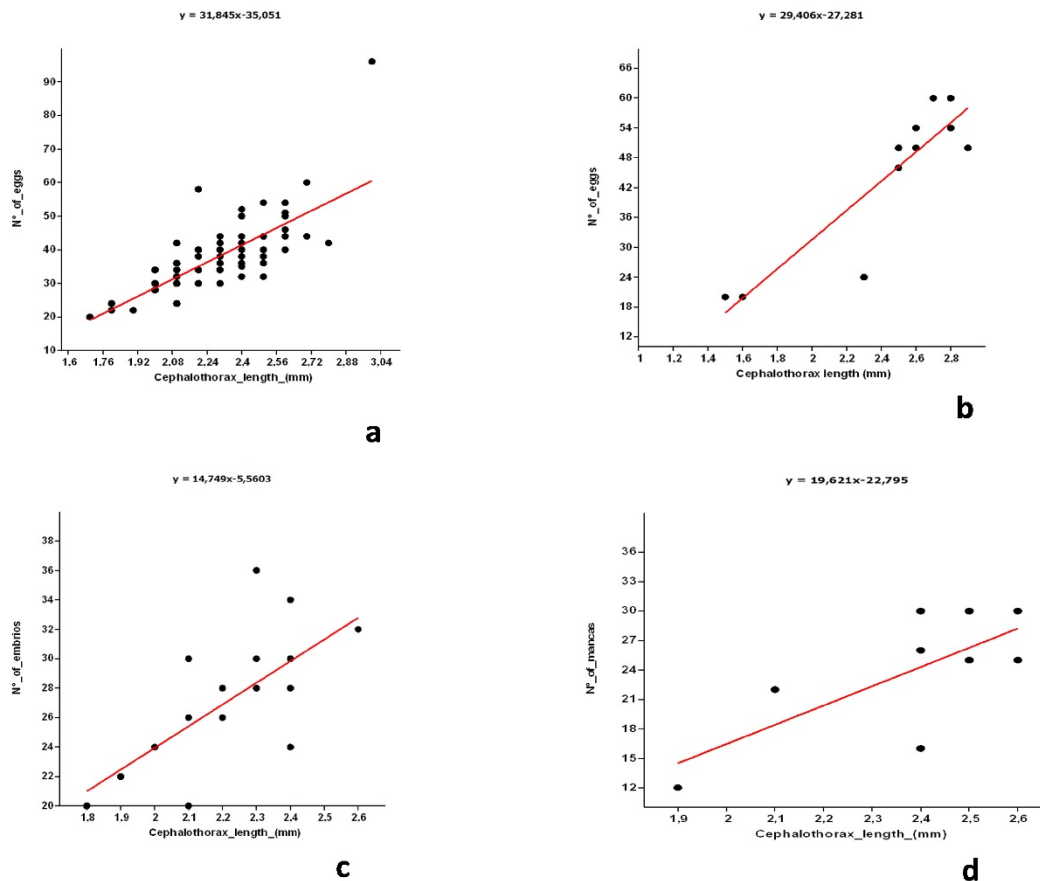 y = 31,845x-35,051
N°_of_eggs
90
80
70
60
50
40
30
20
10
1,6 1,76 1,92 2,08 2,24 2,4 2,56 2,72 2,88 3,04
Cephalothorax_length_(mm)
a
y = 29,406x-27,281
N°_of_eggs
66
60
54
48
42
36
30
24
18
12
1 1,2 1,4 1,6 1,8 2 2,2 2,4 2,6 2,8
Cephalothorax length (mm)
b
y = 14,749x-5,5603
N°_of_embrios
38
36
34
32
30
28
26
24
22
20
1,8 1,9 2 2,1 2,2 2,3 2,4 2,5 2,6
Cephalothorax_length_(mm)
c
y = 19,621x-22,795
N°_of_mancas
36
33
30
27
24
21
18
15
12
1,9 2 2,1 2,2 2,3 2,4 2,5 2,6
Cephalothorax_length_(mm)
d